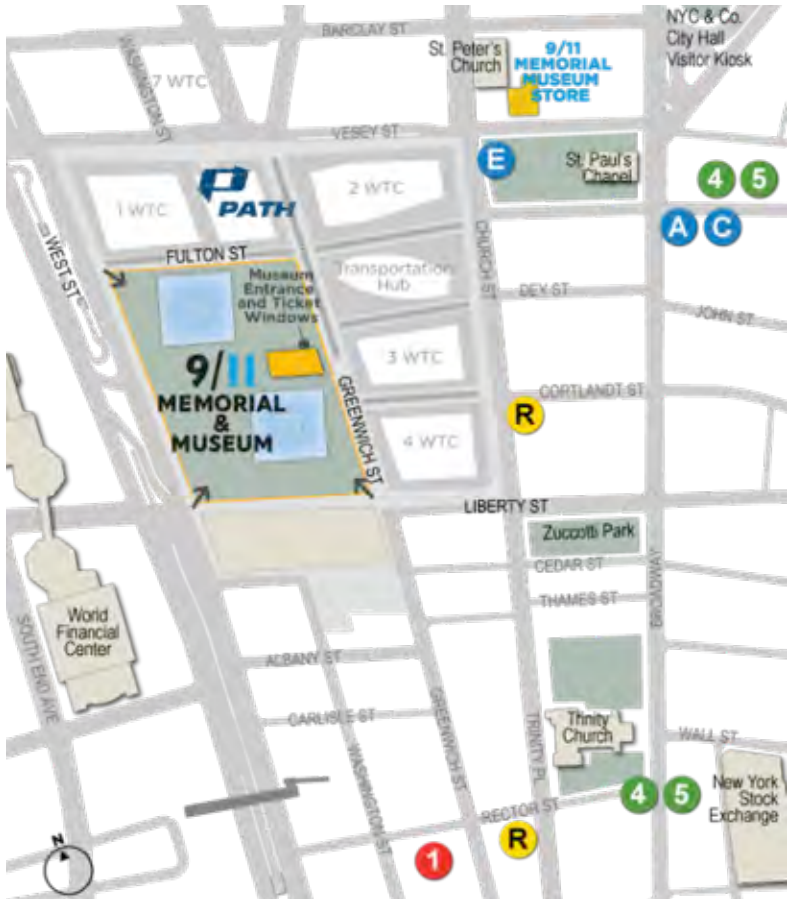 BARCLAY ST
NYC & Co.
City Hall
Visitor Kiosk
WASHINGTON ST
7 WTC
St. Peter's
Church
9/11
MEMORIAL
MUSEUM
STORE
VESEY ST
E
St. Paul's
Chapel
4 5
A C
1 WTC
PATH
2 WTC
WEST ST
FULTON ST
CHURCH ST
Museum
Entrance
and Ticket
Windows
Transportation
Hub
DEY ST
JOHN ST
9/11
MEMORIAL
&
MUSEUM
3 WTC
GREENWICH ST
CORTLANDT ST
R
4 WTC
LIBERTY ST
Zuccotti Park
CEDAR ST
THAMES ST
BROADWAY
World
Financial
Center
SOUTH END AVE
ALBANY ST
CARLISLE ST
WASHINGTON ST
GREENWICH ST
TRINITY PL
Trinity
Church
WALL ST
New York
Stock
Exchange
4 5
RECTOR ST
R
1
N